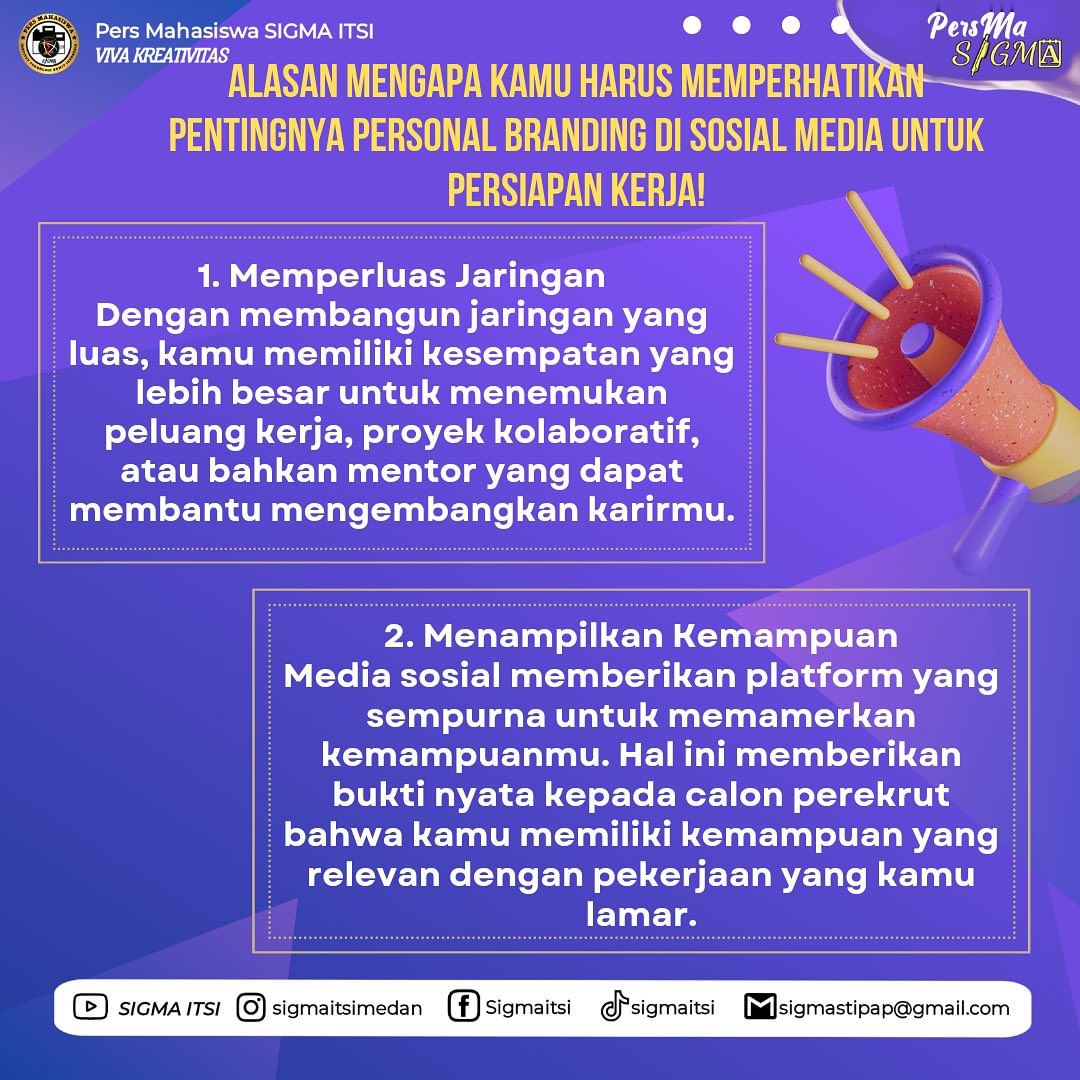 Pers Mahasiswa SIGMA ITSI
VIVA KREATIVITAS
PersMa
SIGMA
ALASAN MENGAPA KAMU HARUS MEMPERHATIKAN
PENTINGNYA PERSONAL BRANDING DI SOSIAL MEDIA UNTUK
PERSIAPAN KERJA!
1. Memperluas Jaringan
Dengan membangun jaringan yang
luas, kamu memiliki kesempatan yang
lebih besar untuk menemukan
peluang kerja, proyek kolaboratif,
atau bahkan mentor yang dapat
membantu mengembangkan karirmu.
2. Menampilkan Kemampuan
Media sosial memberikan platform yang
sempurna untuk memamerkan
kemampuanmu. Hal ini memberikan
bukti nyata kepada calon perekrut
bahwa kamu memiliki kemampuan yang
relevan dengan pekerjaan yang kamu
lamar.
SIGMA ITSI sigmaitsimedan Sigmaitsi sigmaitsi sigmastipap@gmail.com